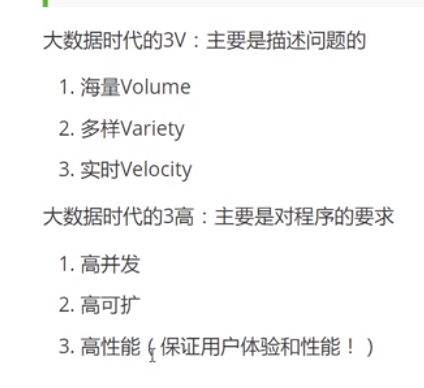 大数据时代的3V：主要是描述问题的
1. 海量Volume
2. 多样Variety
3. 实时Velocity
大数据时代的3高：主要是对程序的要求
1. 高并发
2. 高可扩
3. 高性能（保证用户体验和性能！）